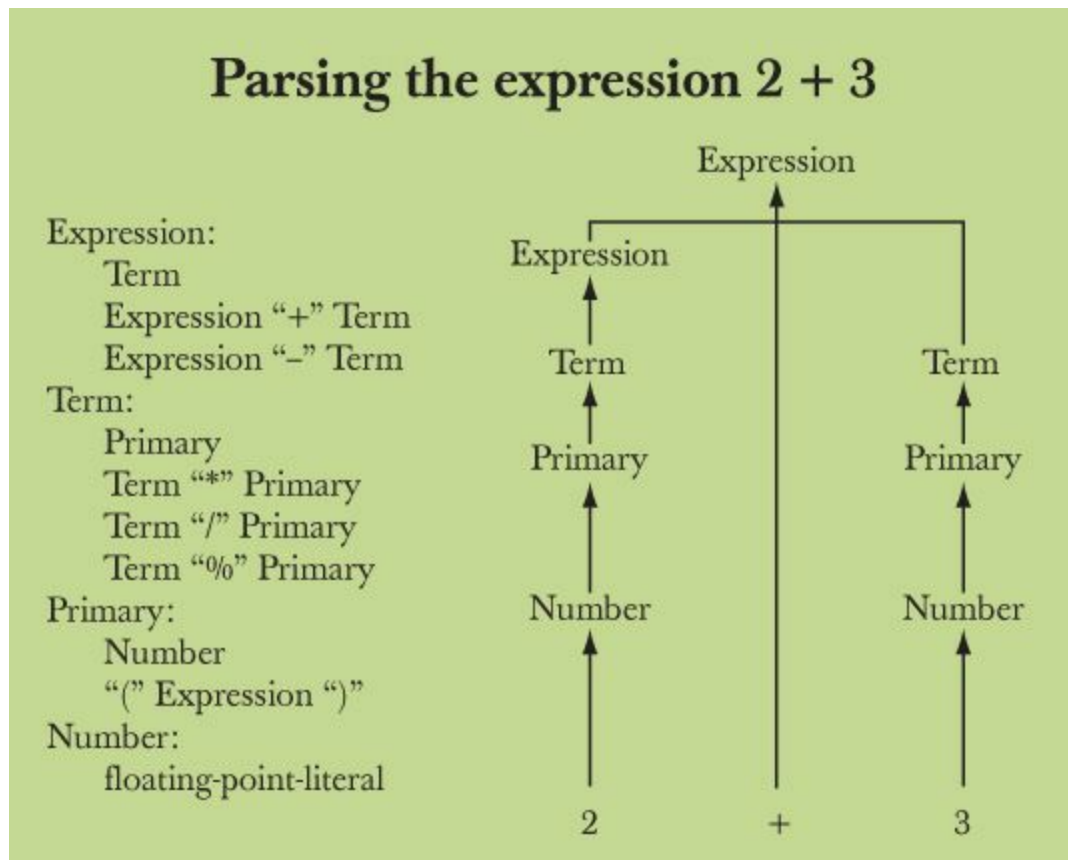 Parsing the expression 2 + 3
Expression:
Term
Expression “+” Term
Expression “–” Term
Term:
Primary
Term “*” Primary
Term “/” Primary
Term “%” Primary
Primary:
Number
“(” Expression “)”
Number:
floating-point-literal
Expression
Expression
Term Term
Primary Primary
Number Number
2 + 3